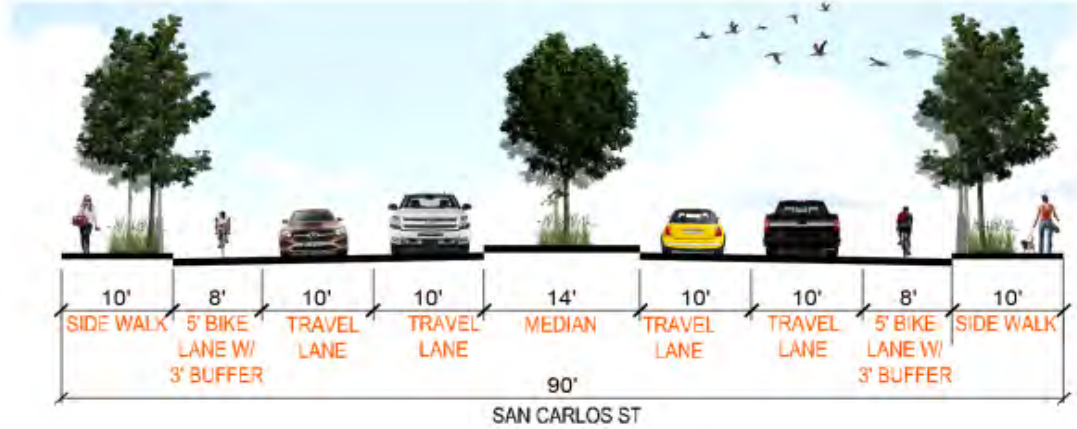 10' 8' 10' 10' 14' 10' 10' 8' 10'
SIDE WALK
5' BIKE
LANE W/
3' BUFFER
TRAVEL
LANE
TRAVEL
LANE
MEDIAN
TRAVEL
LANE
TRAVEL
LANE
5' BIKE
LANE W/
3' BUFFER
SIDE WALK
90'
SAN CARLOS ST